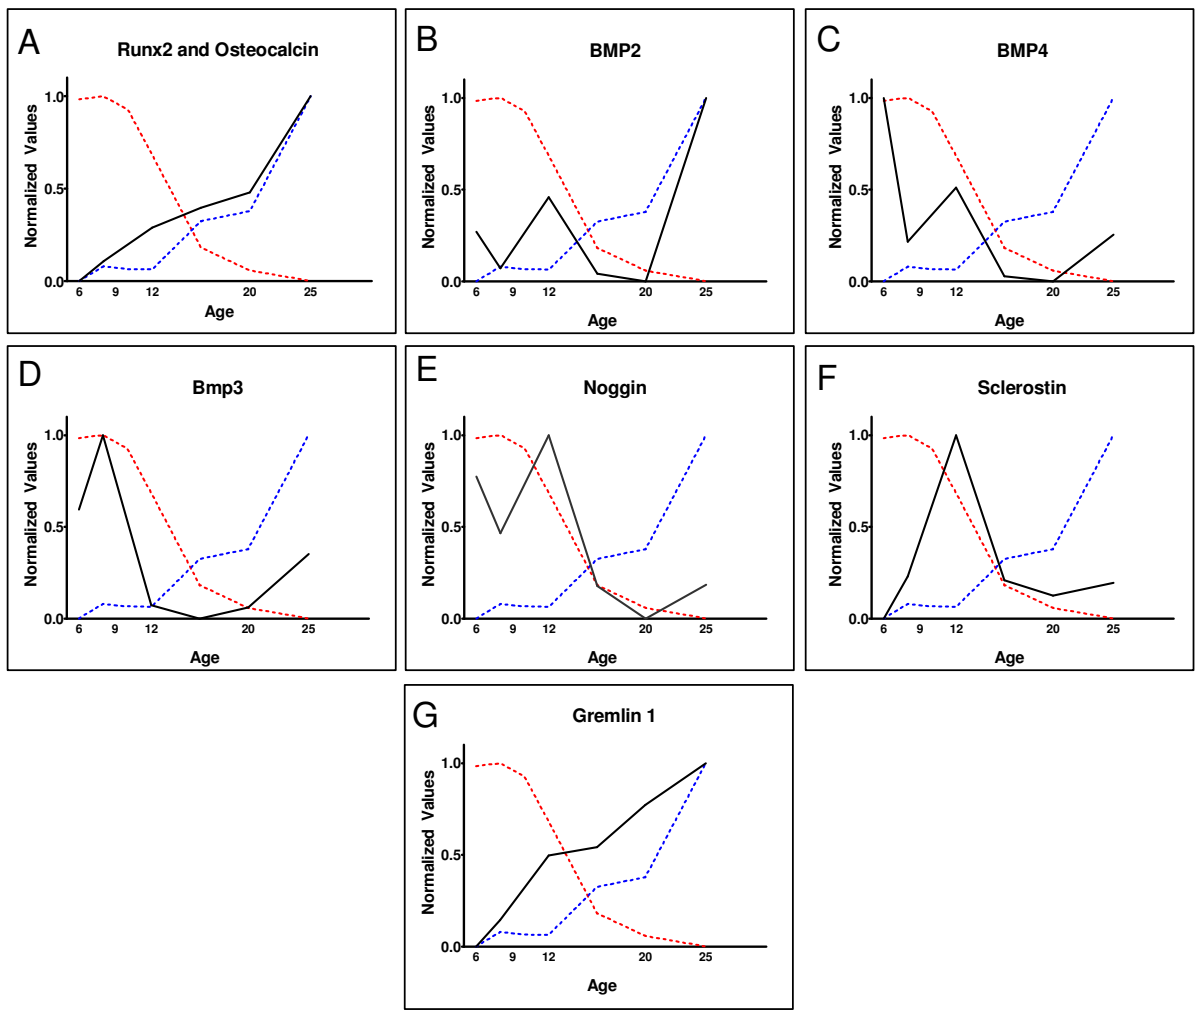 A
Runx2 and Osteocalcin
Normalized Values
1.0
0.5
0.0
6 9 12 20 25
Age
B
BMP2
Normalized Values
1.0
0.5
0.0
6 9 12 20 25
Age
C
BMP4
Normalized Values
1.0
0.5
0.0
6 9 12 20 25
Age
D
Bmp3
Normalized Values
1.0
0.5
0.0
6 9 12 20 25
Age
E
Noggin
Normalized Values
1.0
0.5
0.0
6 9 12 20 25
Age
F
Sclerostin
Normalized Values
1.0
0.5
0.0
6 9 12 20 25
Age
G
Gremlin 1
Normalized Values
1.0
0.5
0.0
6 9 12 20 25
Age